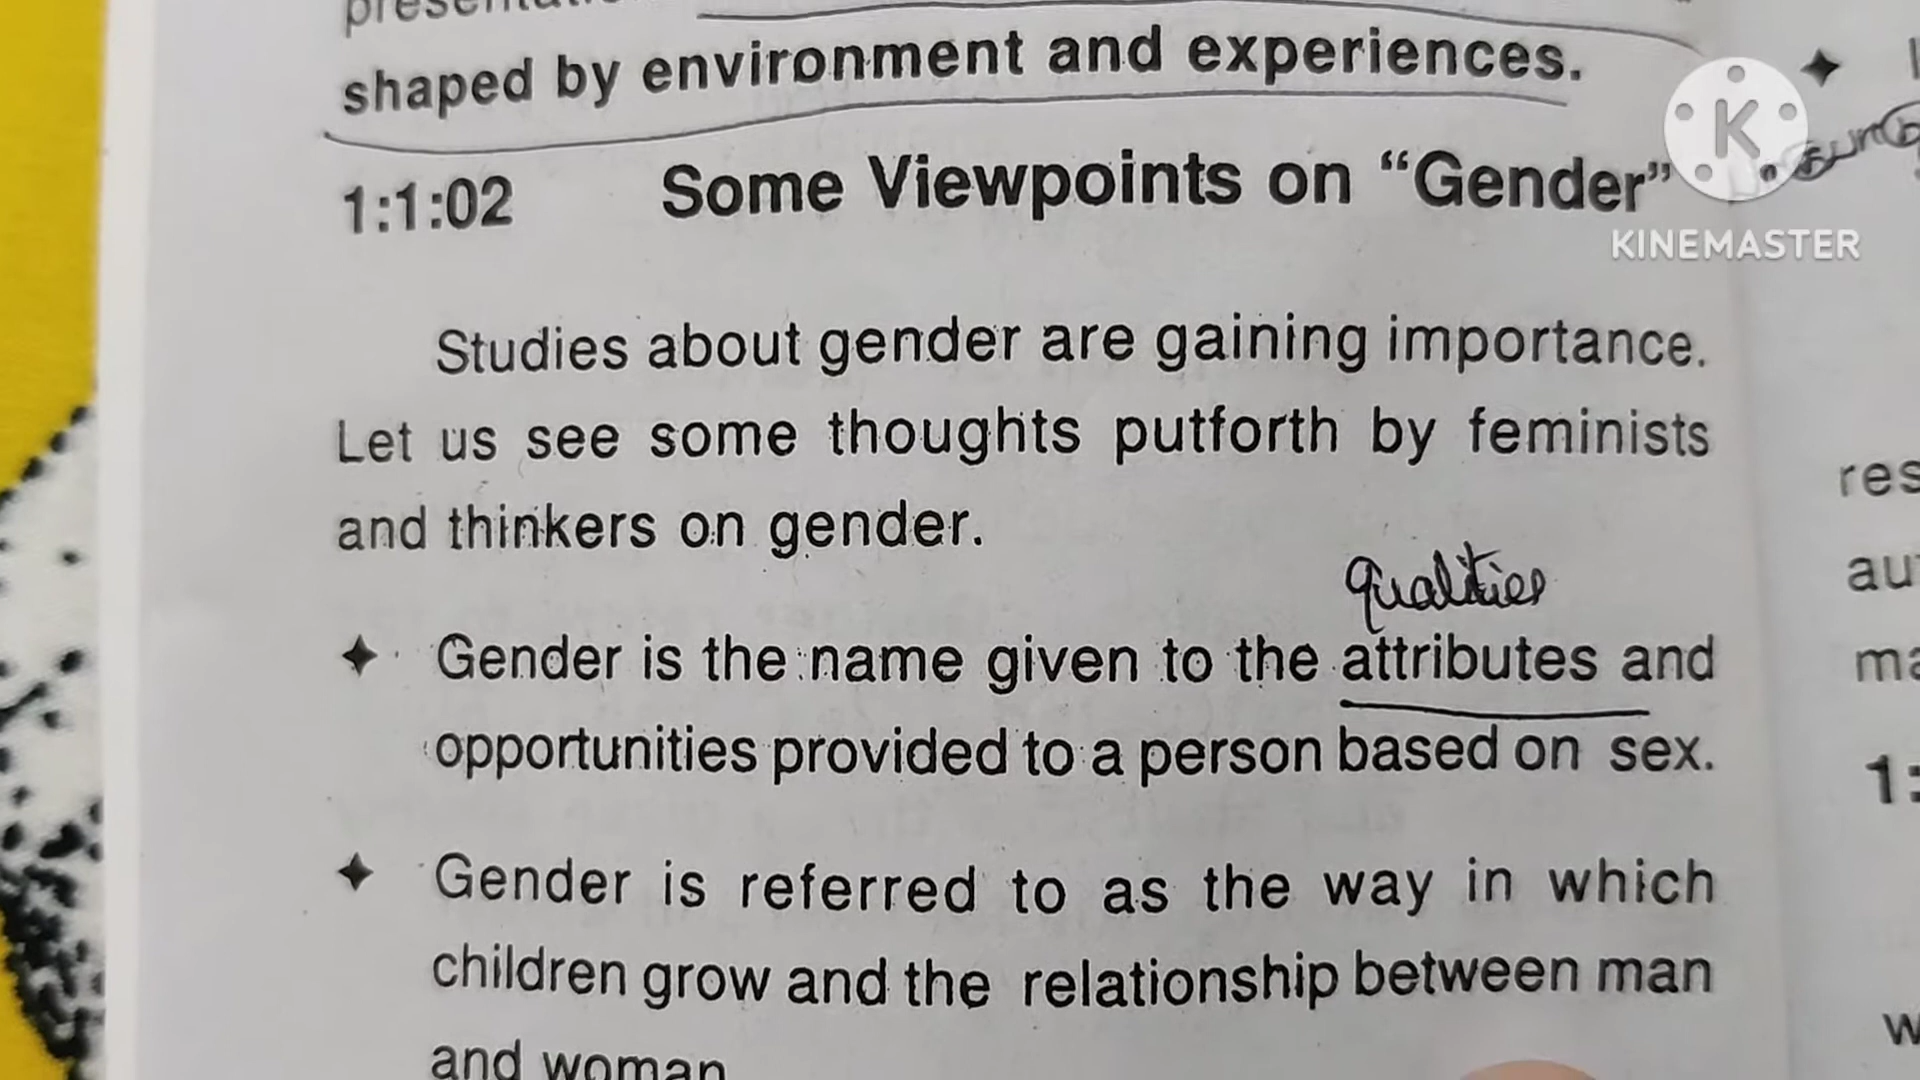 shaped by environment and experiences.
1:1:02 Some Viewpoints on “Gender”
K
KINEMASTER
Studies about gender are gaining importance.
Let us see some thoughts putforth by feminists
and thinkers on gender.
qualities
✦ Gender is the name given to the attributes and
opportunities provided to a person based on sex.
✦ Gender is referred to as the way in which
children grow and the relationship between man
and woman